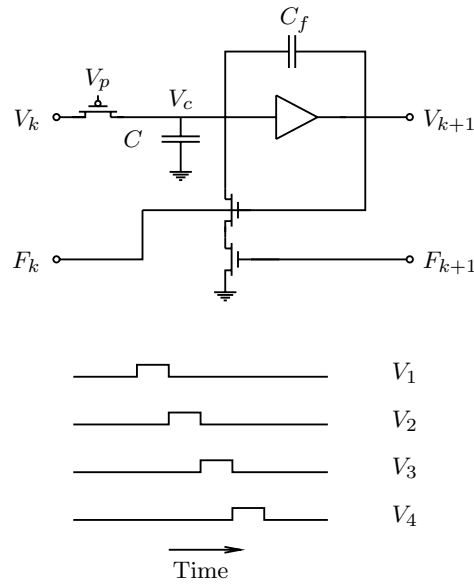 C_f
V_p
V_k
V_c
V_{k+1}
C
F_k
F_{k+1}
V_1
V_2
V_3
V_4
Time